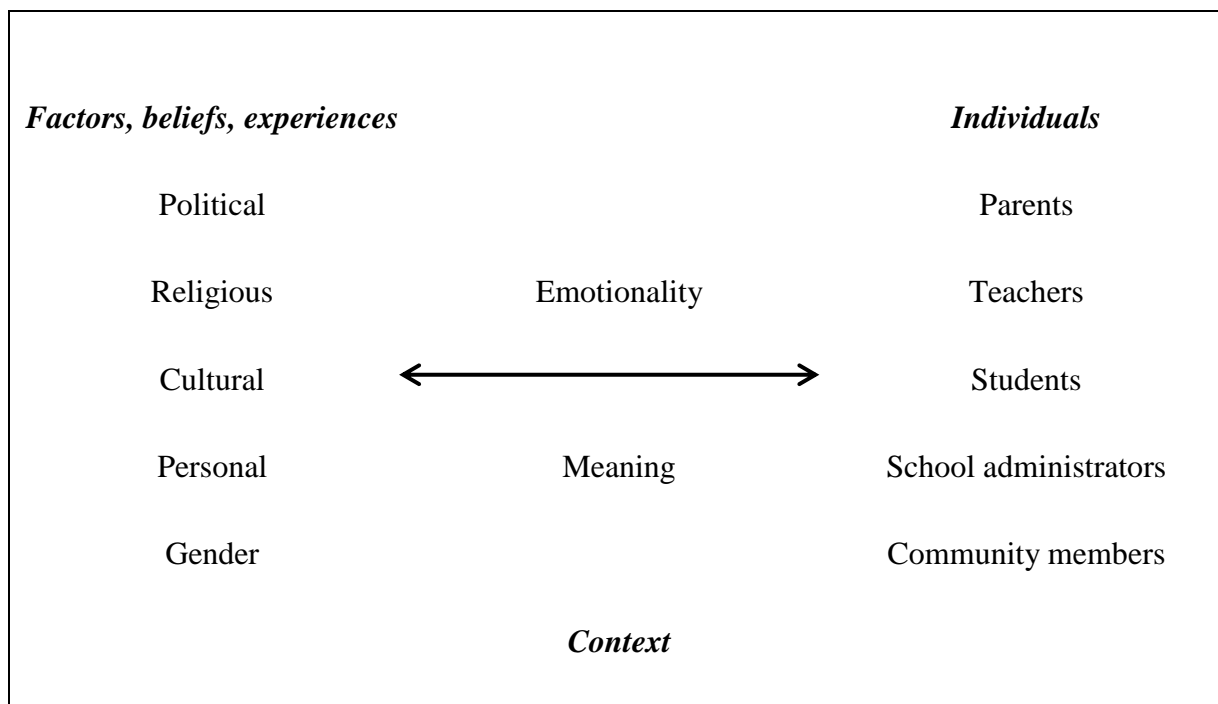 Factors, beliefs, experiences Individuals
Political Parents
Religious Emotionality Teachers
Cultural Students
Personal Meaning School administrators
Gender Community members
Context